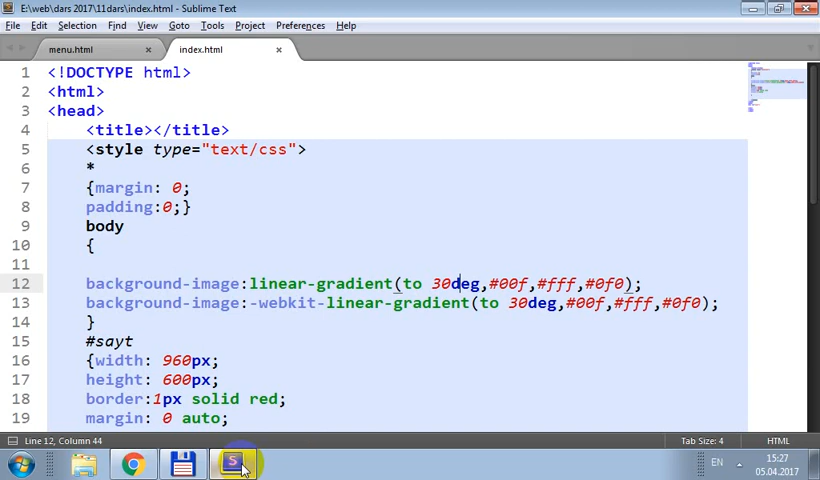 E:\web\dars 2017\11dars\index.html - Sublime Text
File Edit Selection Find View Goto Tools Project Preferences Help
menu.html × index.html ×
1 <!DOCTYPE html>
2 <html>
3 <head>
4 <title></title>
5 <style type="text/css">
6 *
7 {margin: 0;
8 padding:0;}
9 body
10 {
11
12 background-image:linear-gradient(to 30deg,#00f,#fff,#0f0);
13 background-image:-webkit-linear-gradient(to 30deg,#00f,#fff,#0f0);
14 }
15 #sayt
16 {width: 960px;
17 height: 600px;
18 border:1px solid red;
19 margin: 0 auto;
Line 12, Column 44 Tab Size: 4 HTML
EN 15:27
05.04.2017